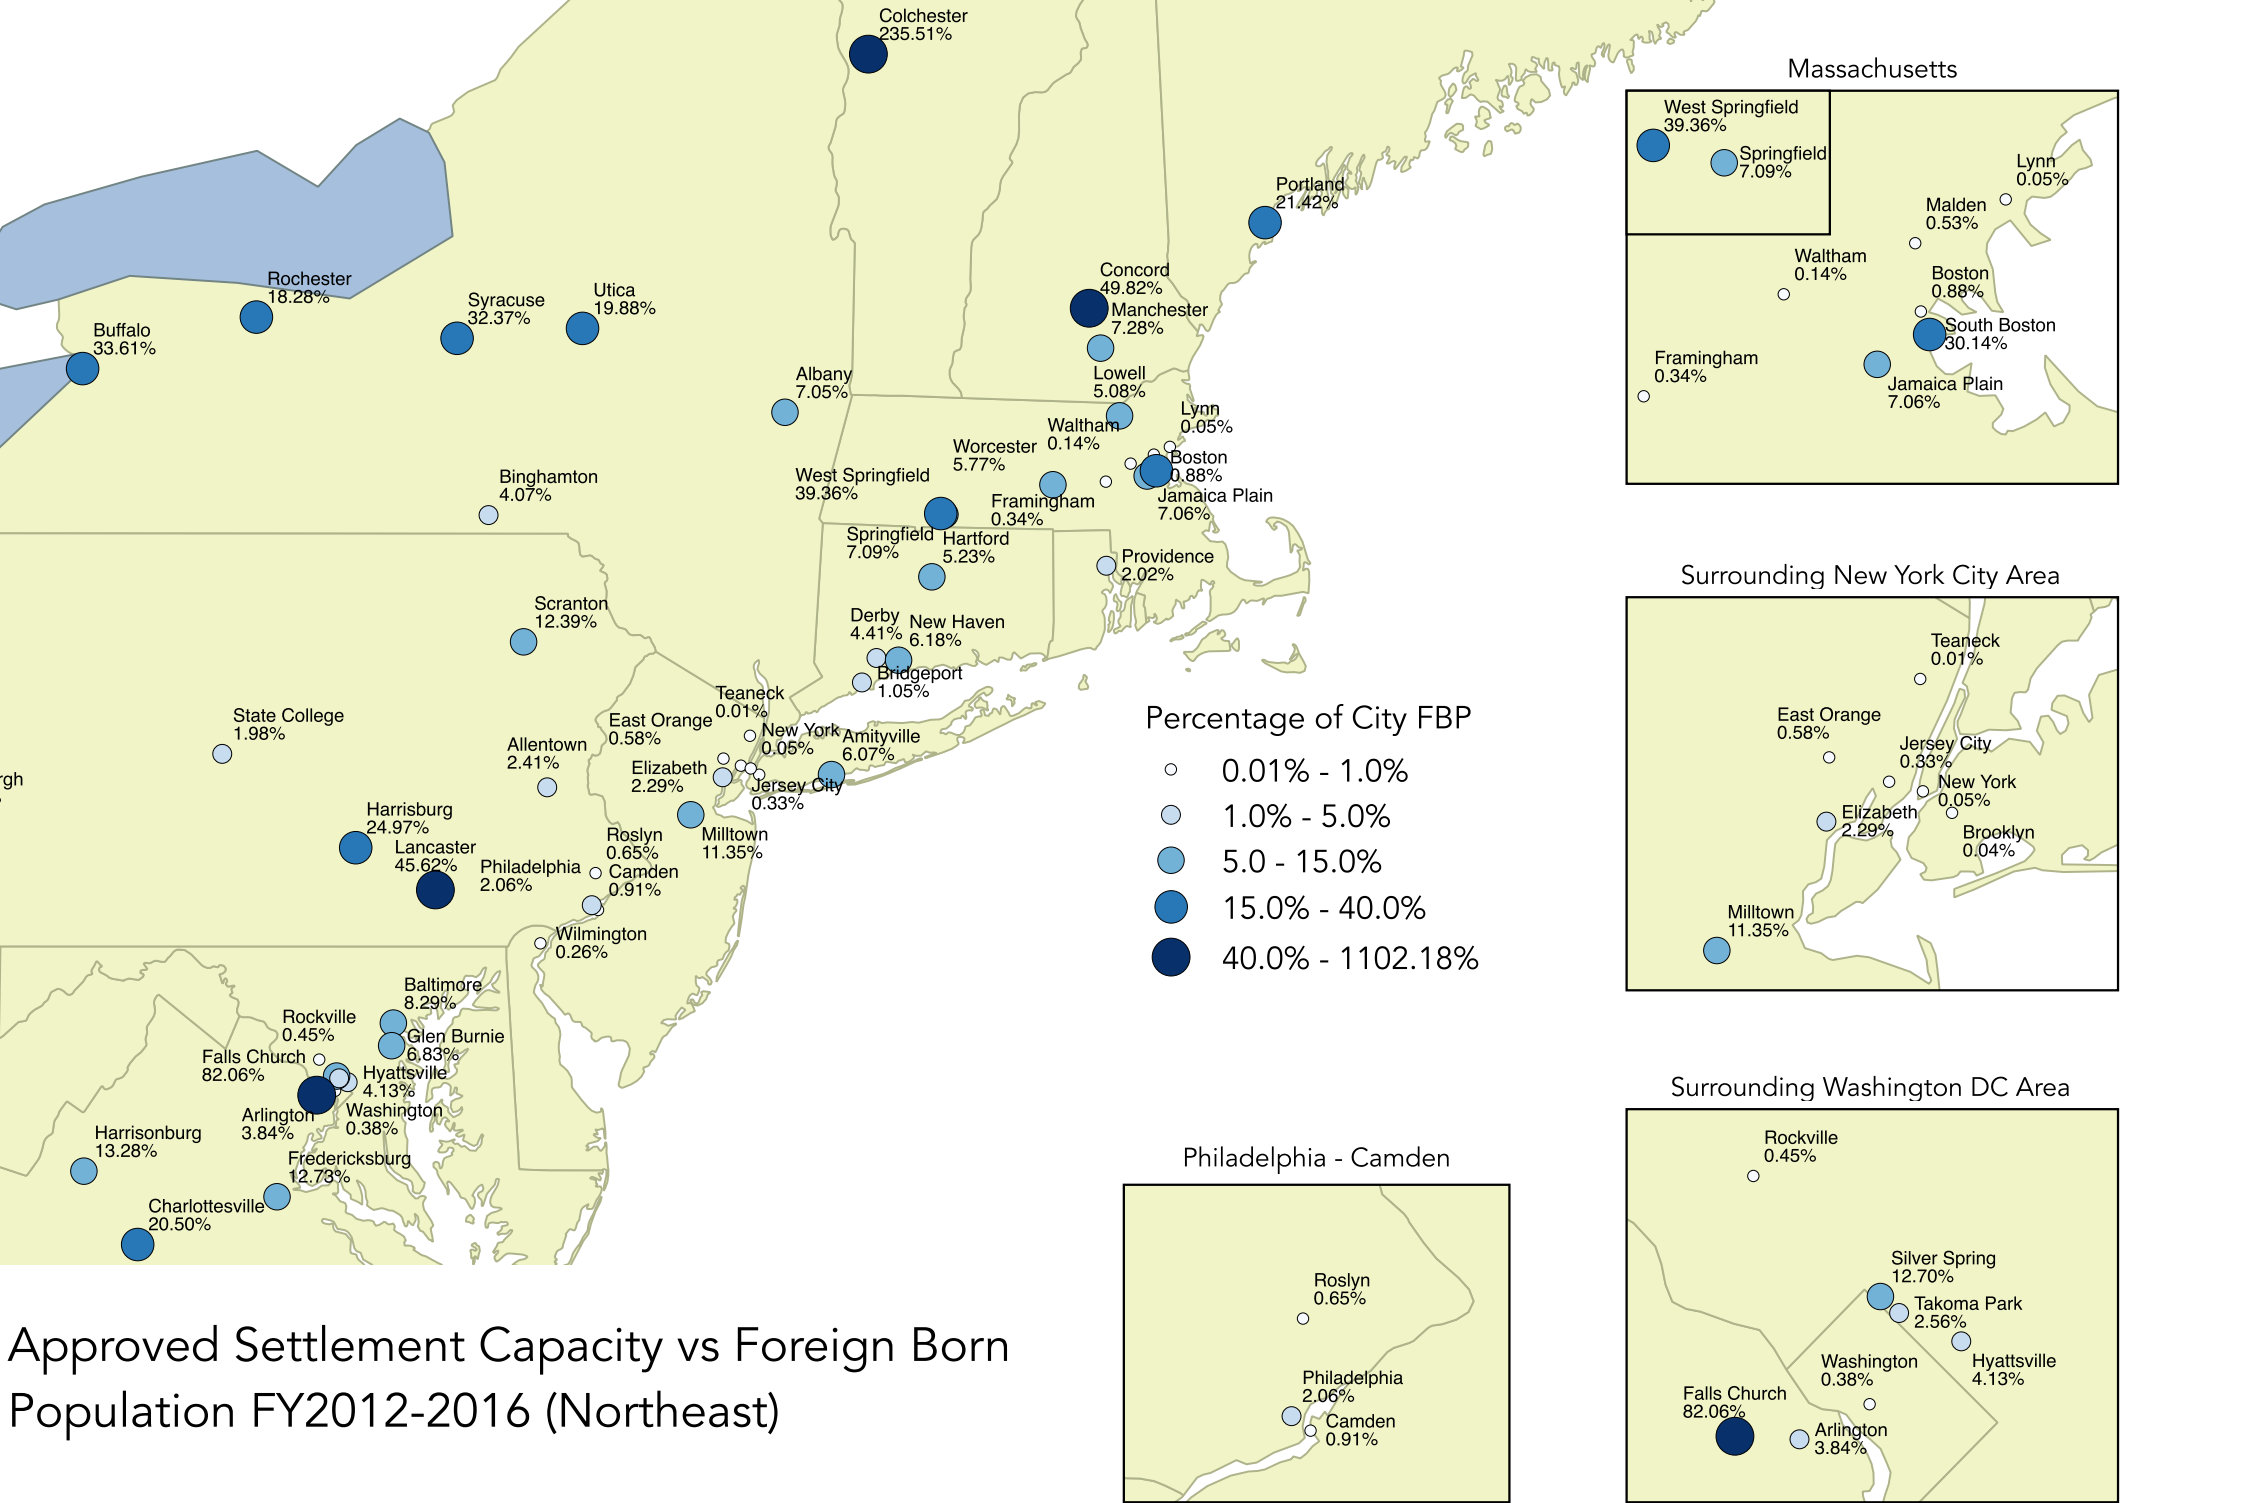 Colchester
235.51%
Portland
21.42%
Rochester
18.28%
Syracuse
32.37%
Utica
19.88%
Buffalo
33.61%
Concord
49.82%
Manchester
7.28%
Albany
7.05%
Lowell
5.08%
Lynn
0.05%
Waltham
0.14%
Worcester
5.77%
Boston
0.88%
West Springfield
39.36%
Framingham
0.34%
Jamaica Plain
7.06%
Binghamton
4.07%
Springfield
7.09%
Hartford
5.23%
Providence
2.02%
Scranton
12.39%
Derby
4.41%
New Haven
6.18%
Bridgeport
1.05%
Teaneck
0.01%
East Orange
0.58%
New York
0.05%
Amityville
6.07%
State College
1.98%
Allentown
2.41%
Elizabeth
2.29%
Jersey City
0.33%
rgh
Harrisburg
24.97%
Lancaster
45.62%
Philadelphia
2.06%
Roslyn
0.65%
Milltown
11.35%
Camden
0.91%
Wilmington
0.26%
Baltimore
8.29%
Rockville
0.45%
Glen Burnie
6.83%
Falls Church
82.06%
Hyattsville
4.13%
Arlington
3.84%
Washington
0.38%
Harrisonburg
13.28%
Fredericksburg
12.73%
Charlottesville
20.50%
Percentage of City FBP
0.01% - 1.0%
1.0% - 5.0%
5.0 - 15.0%
15.0% - 40.0%
40.0% - 1102.18%
Massachusetts
West Springfield
39.36%
Springfield
7.09%
Lynn
0.05%
Malden
0.53%
Waltham
0.14%
Boston
0.88%
South Boston
30.14%
Framingham
0.34%
Jamaica Plain
7.06%
Surrounding New York City Area
Teaneck
0.01%
East Orange
0.58%
Jersey City
0.33%
New York
0.05%
Elizabeth
2.29%
Brooklyn
0.04%
Milltown
11.35%
Surrounding Washington DC Area
Rockville
0.45%
Silver Spring
12.70%
Takoma Park
2.56%
Washington
0.38%
Hyattsville
4.13%
Falls Church
82.06%
Arlington
3.84%
Philadelphia - Camden
Roslyn
0.65%
Philadelphia
2.06%
Camden
0.91%
Approved Settlement Capacity vs Foreign Born
Population FY2012-2016 (Northeast)